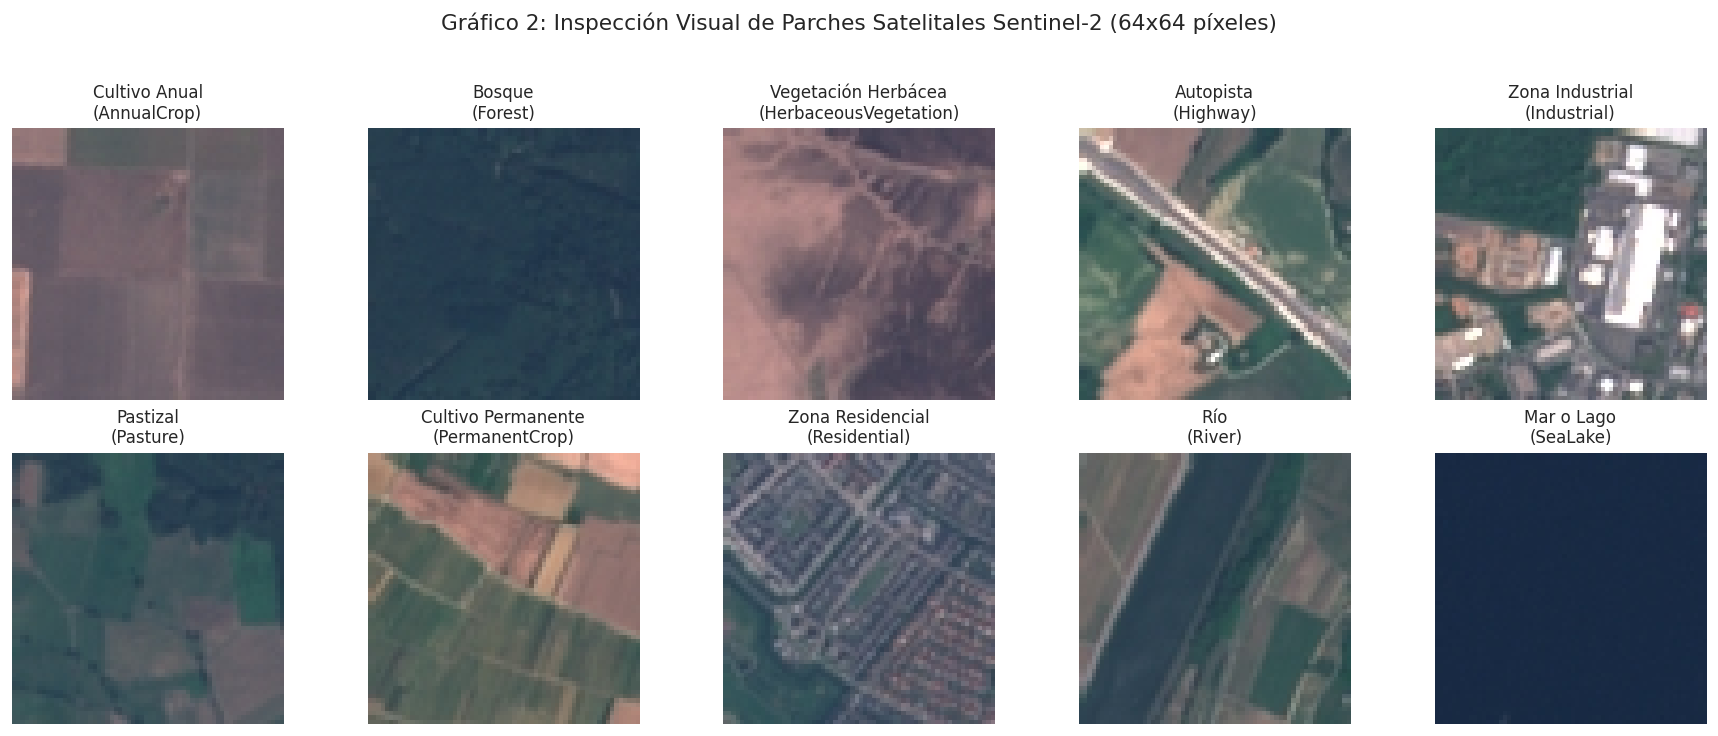 Gráfico 2: Inspección Visual de Parches Satelitales Sentinel-2 (64x64 píxeles)
Cultivo Anual
(AnnualCrop)
Bosque
(Forest)
Vegetación Herbácea
(HerbaceousVegetation)
Autopista
(Highway)
Zona Industrial
(Industrial)
Pastizal
(Pasture)
Cultivo Permanente
(PermanentCrop)
Zona Residencial
(Residential)
Río
(River)
Mar o Lago
(SeaLake)